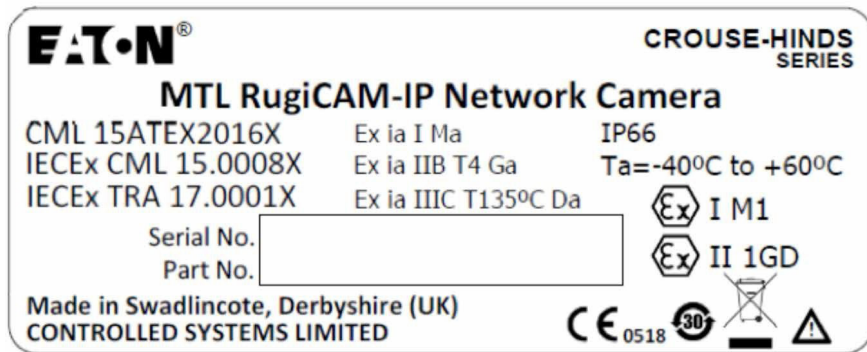 EATON®
CROUSE-HINDS
SERIES
MTL RugiCAM-IP Network Camera
CML 15ATEX2016X Ex ia I Ma IP66
IECEx CML 15.0008X Ex ia IIB T4 Ga Ta=-40ºC to +60ºC
IECEx TRA 17.0001X Ex ia IIIC T135ºC Da
Ex I M1
Serial No.
Ex II 1GD
Part No.
Made in Swadlincote, Derbyshire (UK)
CONTROLLED SYSTEMS LIMITED
CE 0518 30